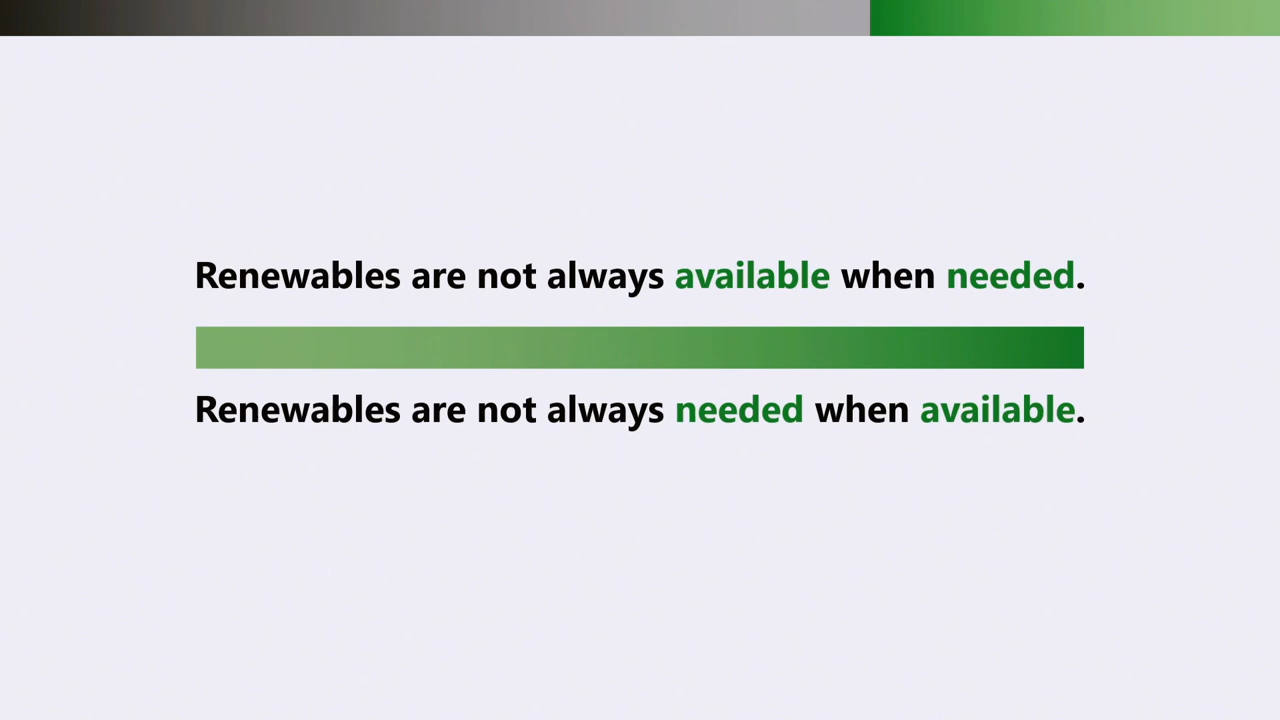 Renewables are not always available when needed.
Renewables are not always needed when available.